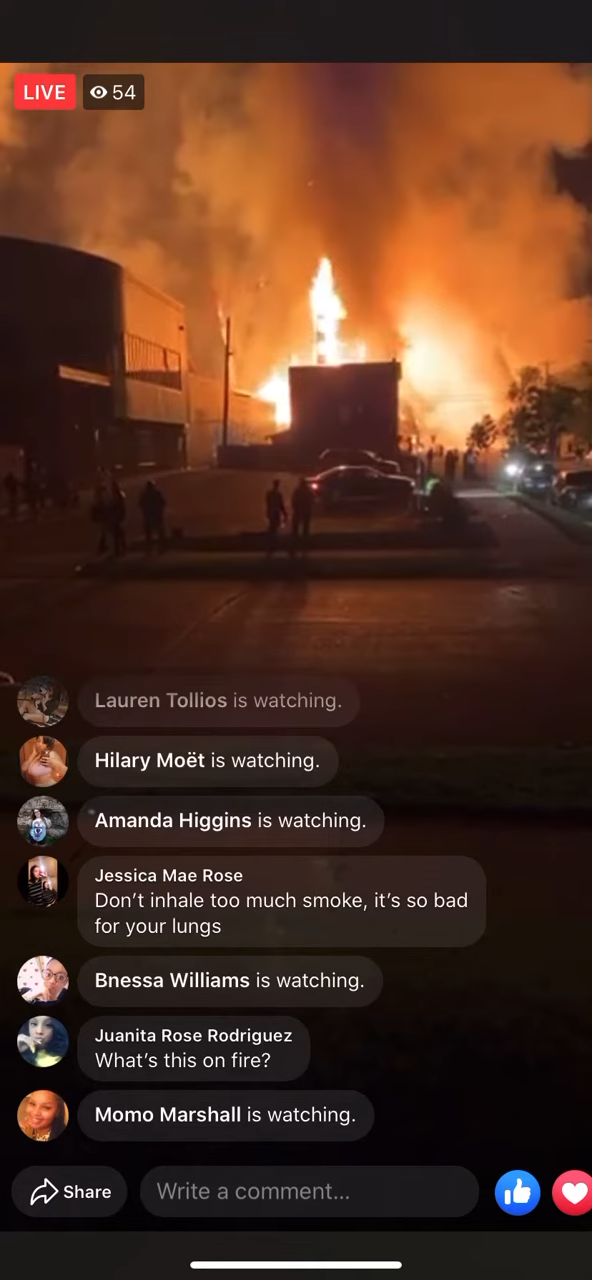 LIVE 54
Lauren Tollios is watching.
Hilary Moët is watching.
Amanda Higgins is watching.
Jessica Mae Rose
Don’t inhale too much smoke, it’s so bad
for your lungs
Bnessa Williams is watching.
Juanita Rose Rodriguez
What’s this on fire?
Momo Marshall is watching.
Share Write a comment...